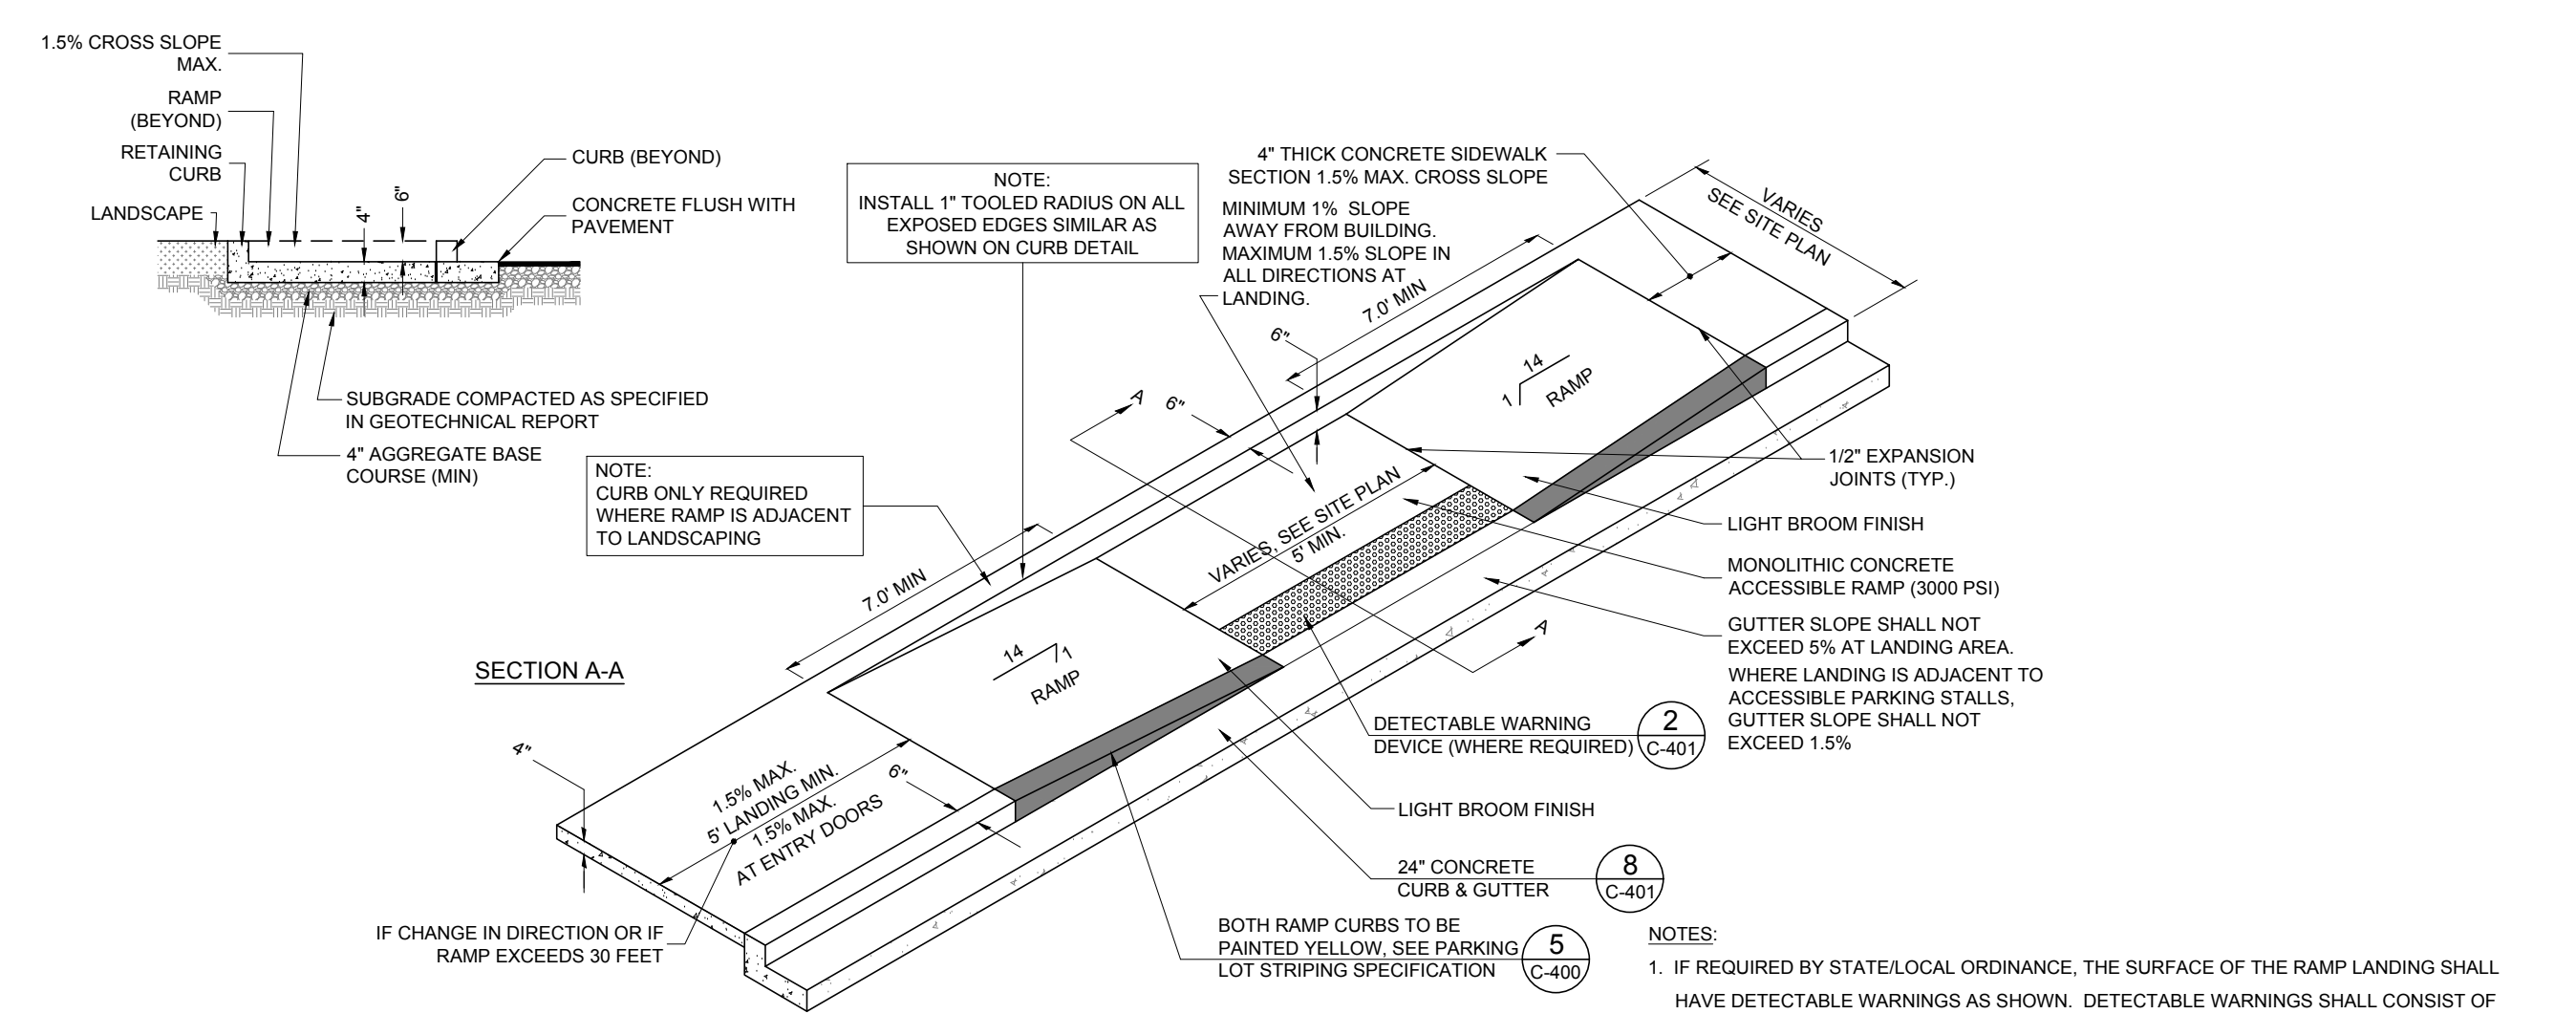 1.5% CROSS SLOPE
MAX.
RAMP
(BEYOND)
RETAINING
CURB
LANDSCAPE
4"
6"
CURB (BEYOND)
CONCRETE FLUSH WITH
PAVEMENT
SUBGRADE COMPACTED AS SPECIFIED
IN GEOTECHNICAL REPORT
4" AGGREGATE BASE
COURSE (MIN)
SECTION A-A
NOTE:
INSTALL 1" TOOLED RADIUS ON ALL
EXPOSED EDGES SIMILAR AS
SHOWN ON CURB DETAIL
NOTE:
CURB ONLY REQUIRED
WHERE RAMP IS ADJACENT
TO LANDSCAPING
4" THICK CONCRETE SIDEWALK
SECTION 1.5% MAX. CROSS SLOPE
MINIMUM 1% SLOPE
AWAY FROM BUILDING.
MAXIMUM 1.5% SLOPE IN
ALL DIRECTIONS AT
LANDING.
VARIES
SEE SITE PLAN
7.0' MIN
6"
6"
A
14
1
RAMP
VARIES, SEE SITE PLAN
5' MIN.
7.0' MIN
14
1
RAMP
A
4"
1.5% MAX.
5' LANDING MIN.
1.5% MAX.
AT ENTRY DOORS
6"
IF CHANGE IN DIRECTION OR IF
RAMP EXCEEDS 30 FEET
1/2" EXPANSION
JOINTS (TYP.)
LIGHT BROOM FINISH
MONOLITHIC CONCRETE
ACCESSIBLE RAMP (3000 PSI)
GUTTER SLOPE SHALL NOT
EXCEED 5% AT LANDING AREA.
WHERE LANDING IS ADJACENT TO
ACCESSIBLE PARKING STALLS,
GUTTER SLOPE SHALL NOT
EXCEED 1.5%
DETECTABLE WARNING
DEVICE (WHERE REQUIRED)
2
C-401
LIGHT BROOM FINISH
24" CONCRETE
CURB & GUTTER
8
C-401
BOTH RAMP CURBS TO BE
PAINTED YELLOW, SEE PARKING
LOT STRIPING SPECIFICATION
5
C-400
NOTES:
1. IF REQUIRED BY STATE/LOCAL ORDINANCE, THE SURFACE OF THE RAMP LANDING SHALL
HAVE DETECTABLE WARNINGS AS SHOWN. DETECTABLE WARNINGS SHALL CONSIST OF